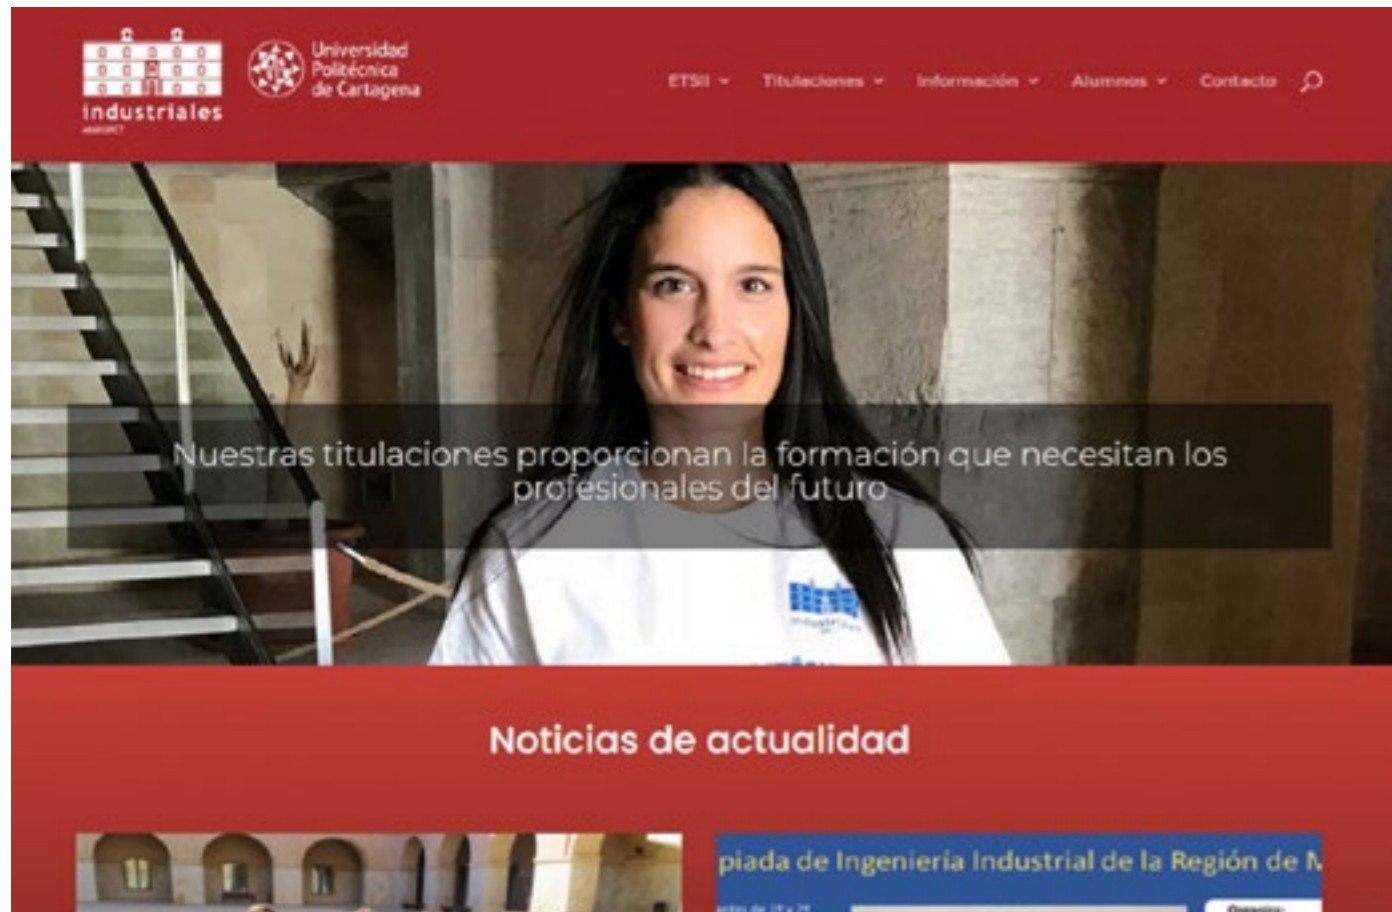 industriales
Universidad
Politécnica
de Cartagena
ETSII
Titulaciones
Información
Alumnos
Contacto
Nuestras titulaciones proporcionan la formación que necesitan los
profesionales del futuro
industriales
Noticias de actualidad
piada de Ingeniería Industrial de la Región de M